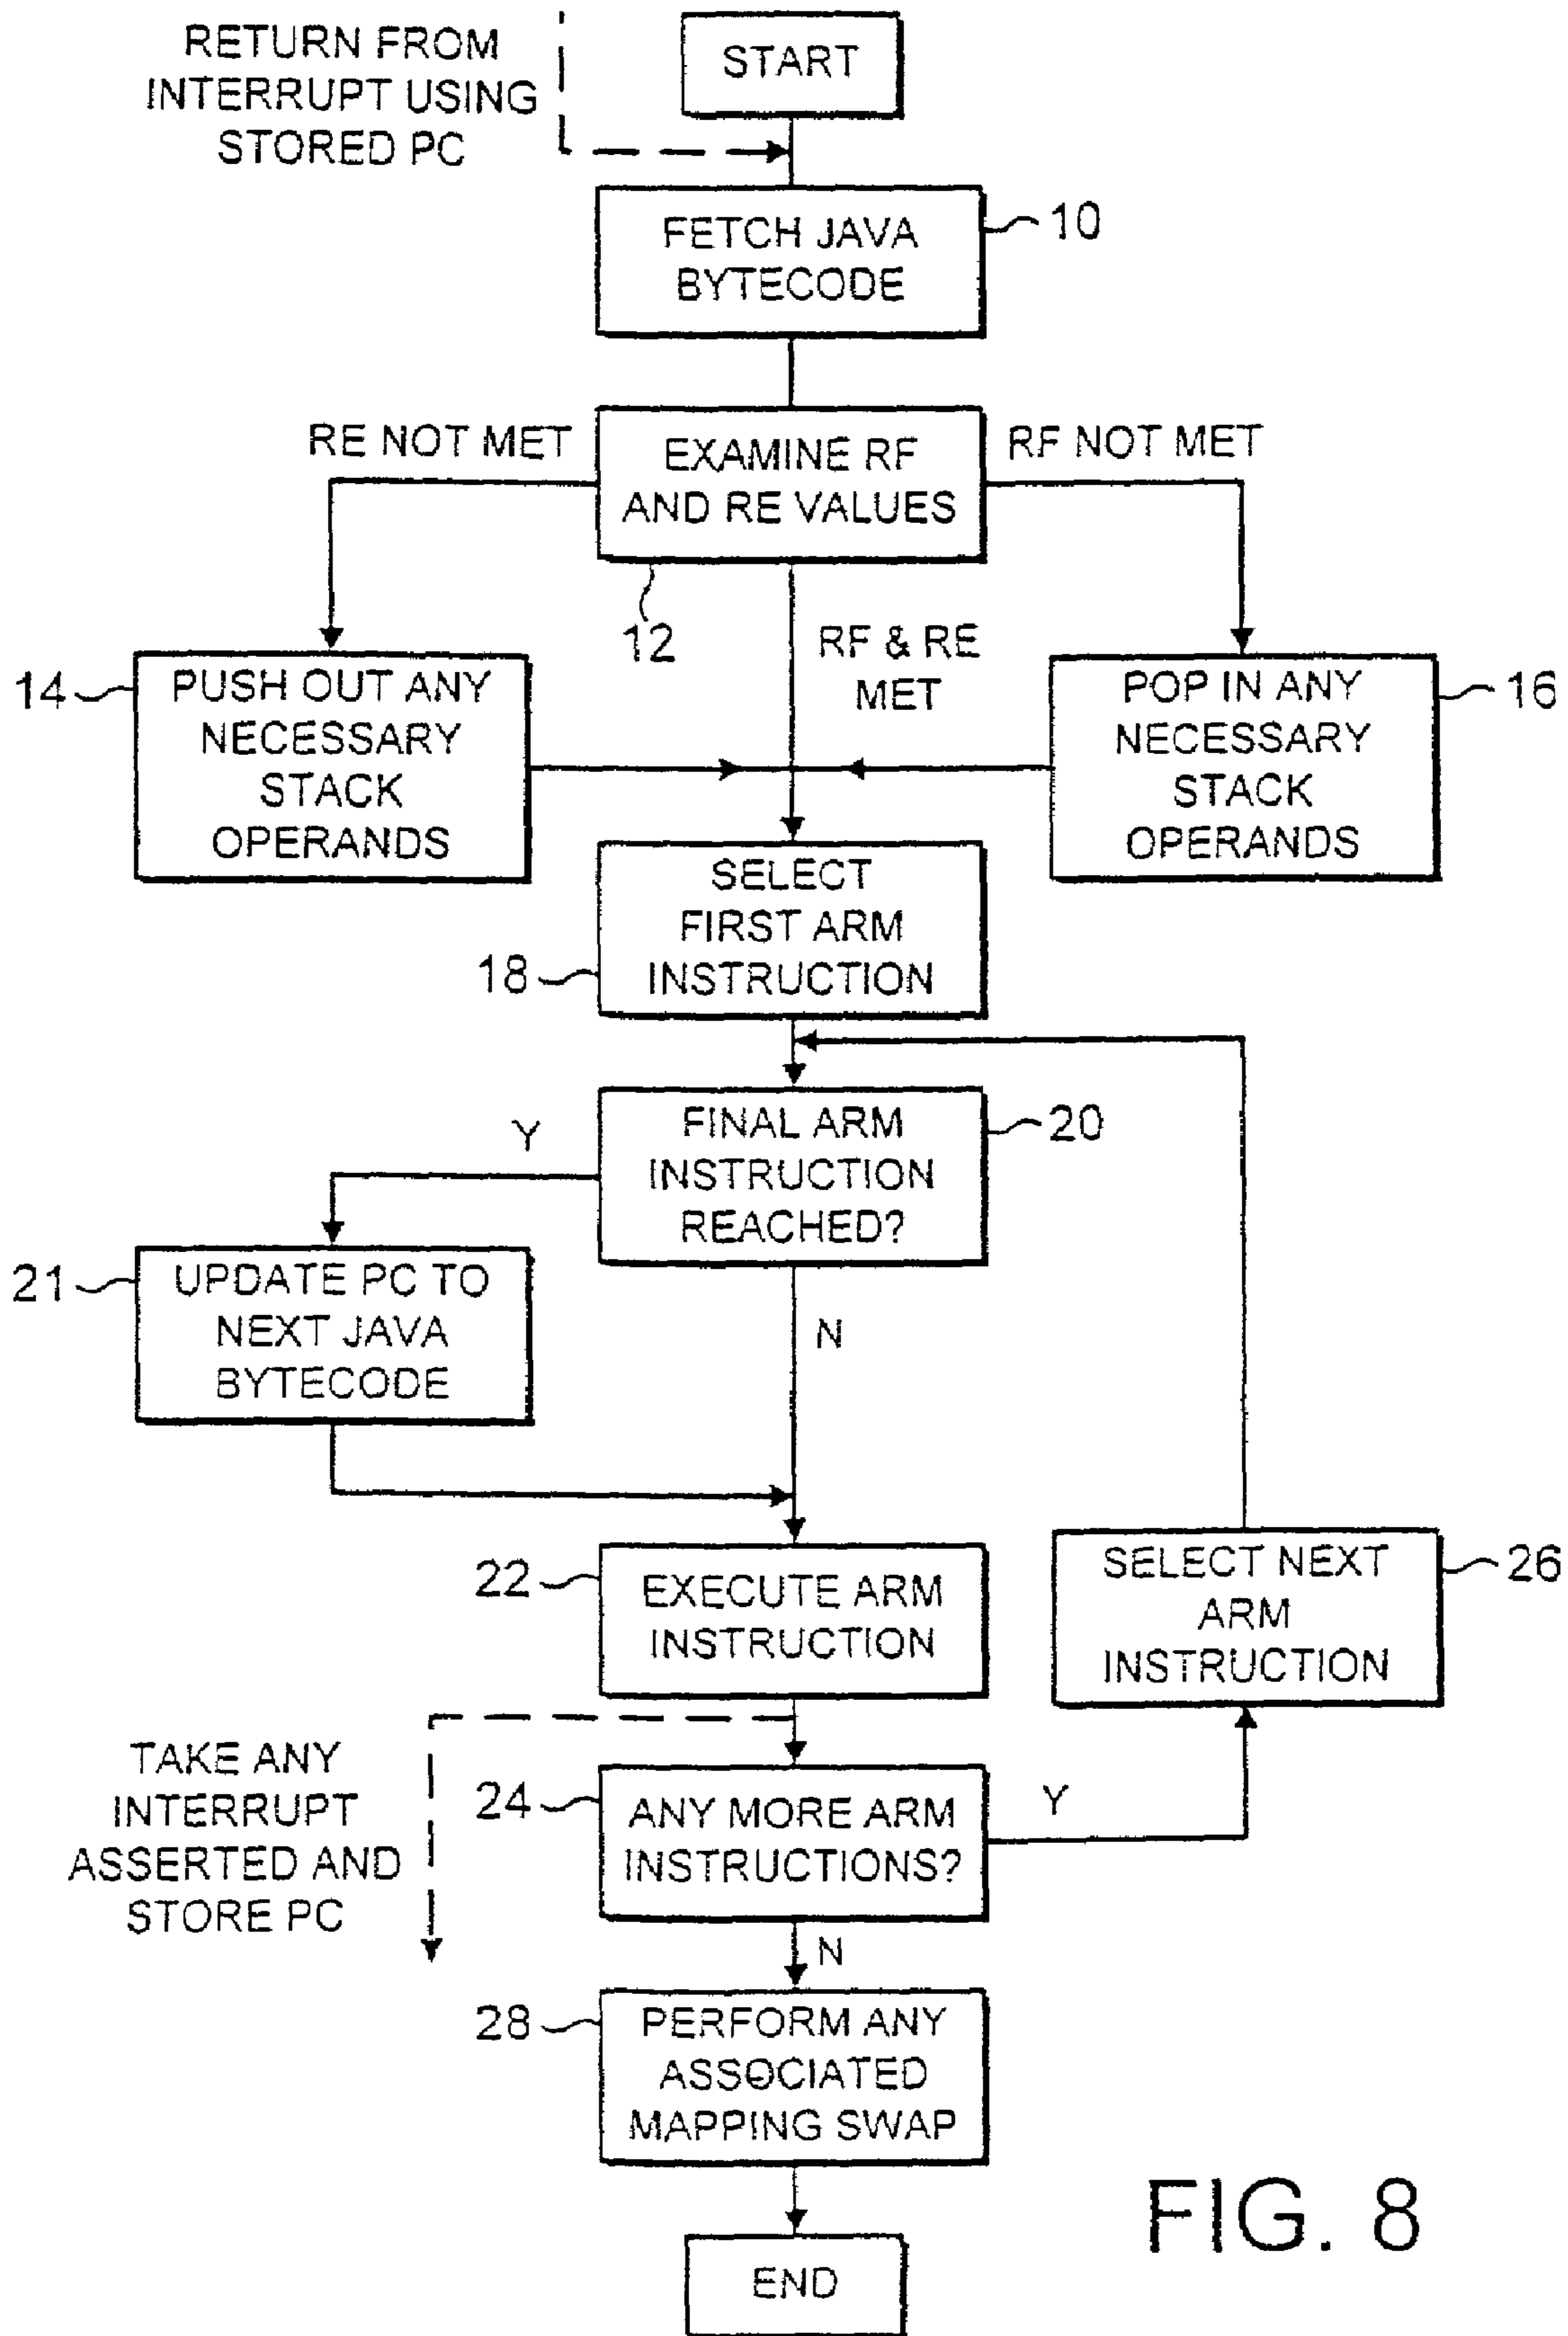 RETURN FROM
INTERRUPT USING
STORED PC
START
FETCH JAVA
BYTECODE
10
RE NOT MET
EXAMINE RF
AND RE VALUES
RF NOT MET
12
RF & RE
MET
14
PUSH OUT ANY
NECESSARY
STACK
OPERANDS
POP IN ANY
NECESSARY
STACK
OPERANDS
16
SELECT
FIRST ARM
INSTRUCTION
18
Y
FINAL ARM
INSTRUCTION
REACHED?
20
21
UPDATE PC TO
NEXT JAVA
BYTECODE
N
22
EXECUTE ARM
INSTRUCTION
SELECT NEXT
ARM
INSTRUCTION
26
TAKE ANY
INTERRUPT
ASSERTED AND
STORE PC
24
ANY MORE ARM
INSTRUCTIONS?
Y
N
28
PERFORM ANY
ASSOCIATED
MAPPING SWAP
END
FIG. 8